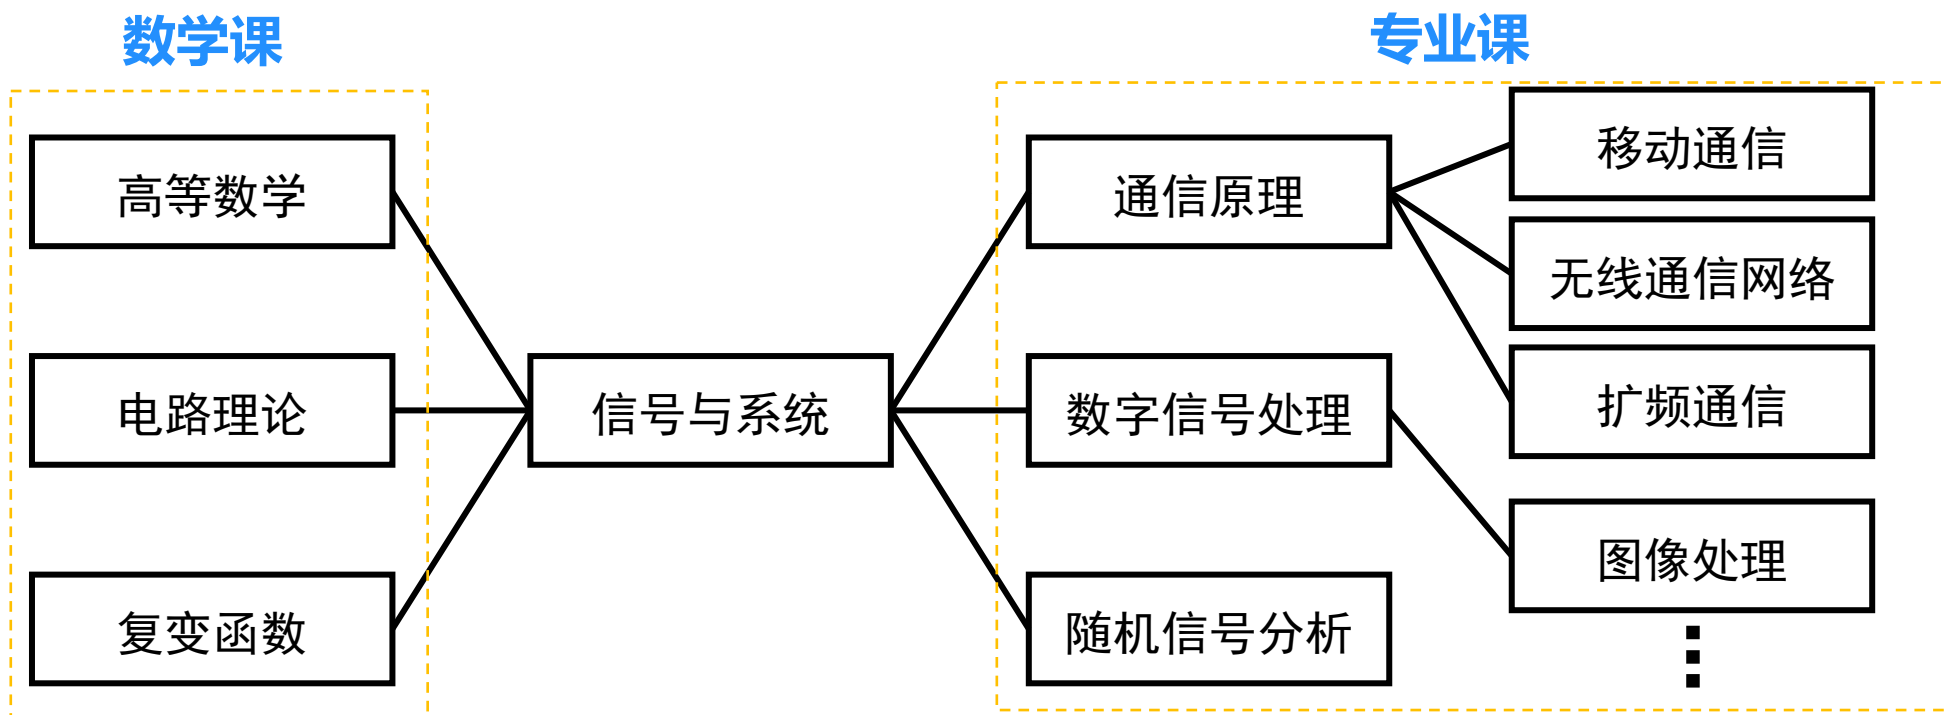 数学课
专业课
高等数学
电路理论
复变函数
信号与系统
通信原理
数字信号处理
随机信号分析
移动通信
无线通信网络
扩频通信
图像处理